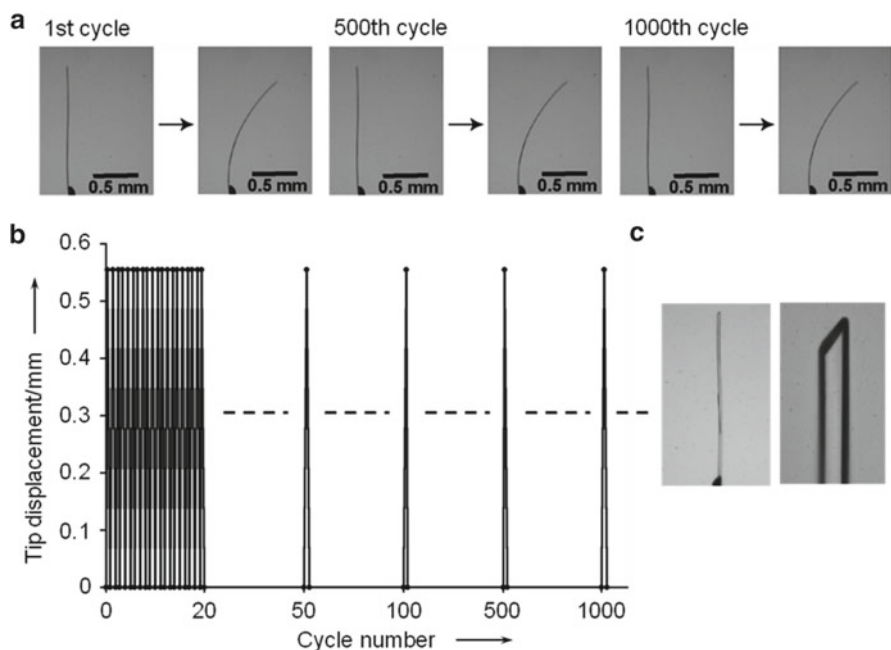 a
1st cycle
500th cycle
1000th cycle
0.5 mm
0.5 mm
0.5 mm
0.5 mm
0.5 mm
0.5 mm
b
Tip displacement/mm
0.6
0.5
0.4
0.3
0.2
0.1
0
0
20
50
100
500
1000
Cycle number
c